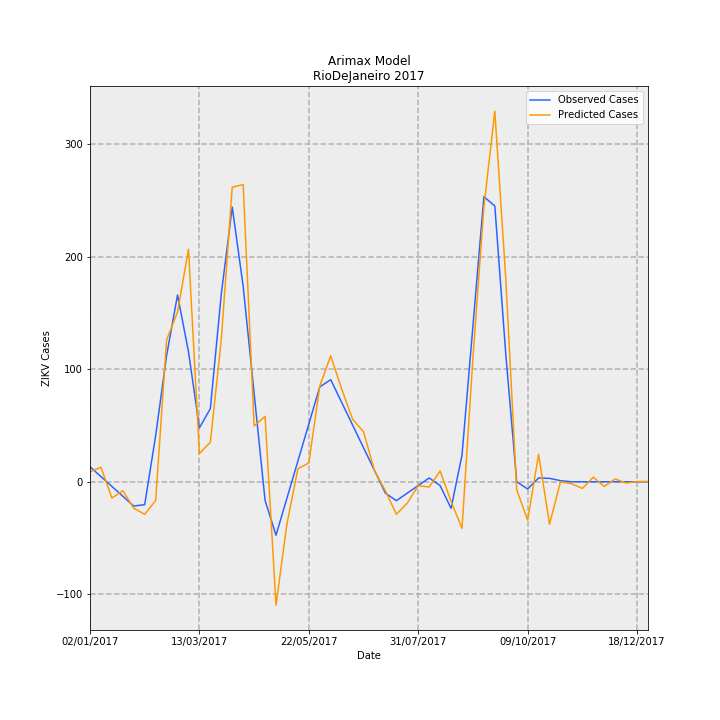 Arimax Model
RioDeJaneiro 2017
Observed Cases
Predicted Cases
300
200
100
0
−100
ZIKV Cases
02/01/2017
13/03/2017
22/05/2017
31/07/2017
09/10/2017
18/12/2017
Date